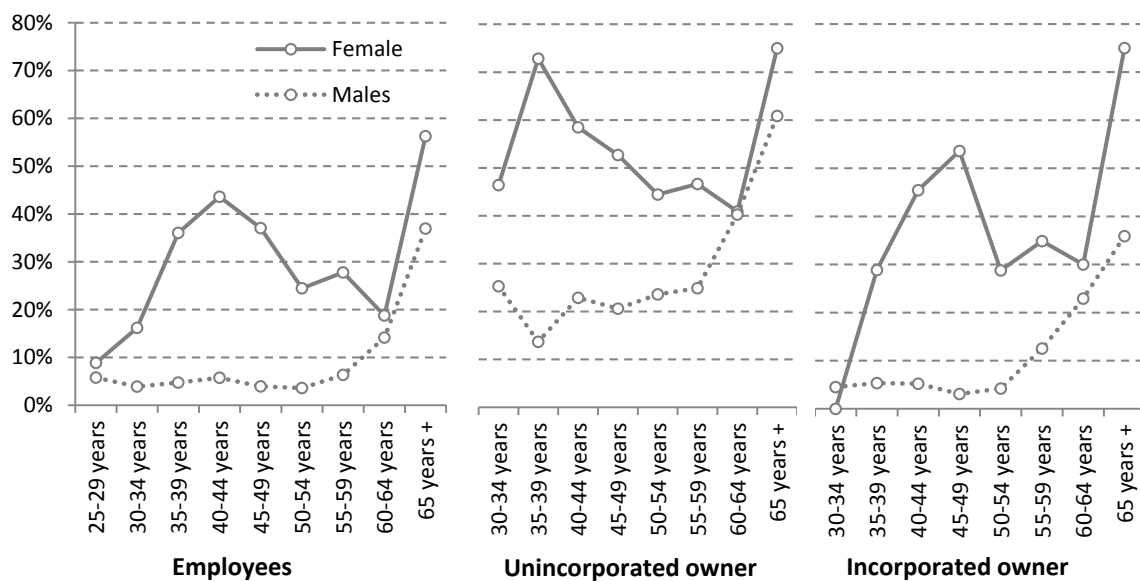 80%
70%
60%
50%
40%
30%
20%
10%
0%
Female
Males
25-29 years
30-34 years
35-39 years
40-44 years
45-49 years
50-54 years
55-59 years
60-64 years
65 years +
Employees
30-34 years
35-39 years
40-44 years
45-49 years
50-54 years
55-59 years
60-64 years
65 years +
Unincorporated owner
30-34 years
35-39 years
40-44 years
45-49 years
50-54 years
55-59 years
60-64 years
65 years +
Incorporated owner